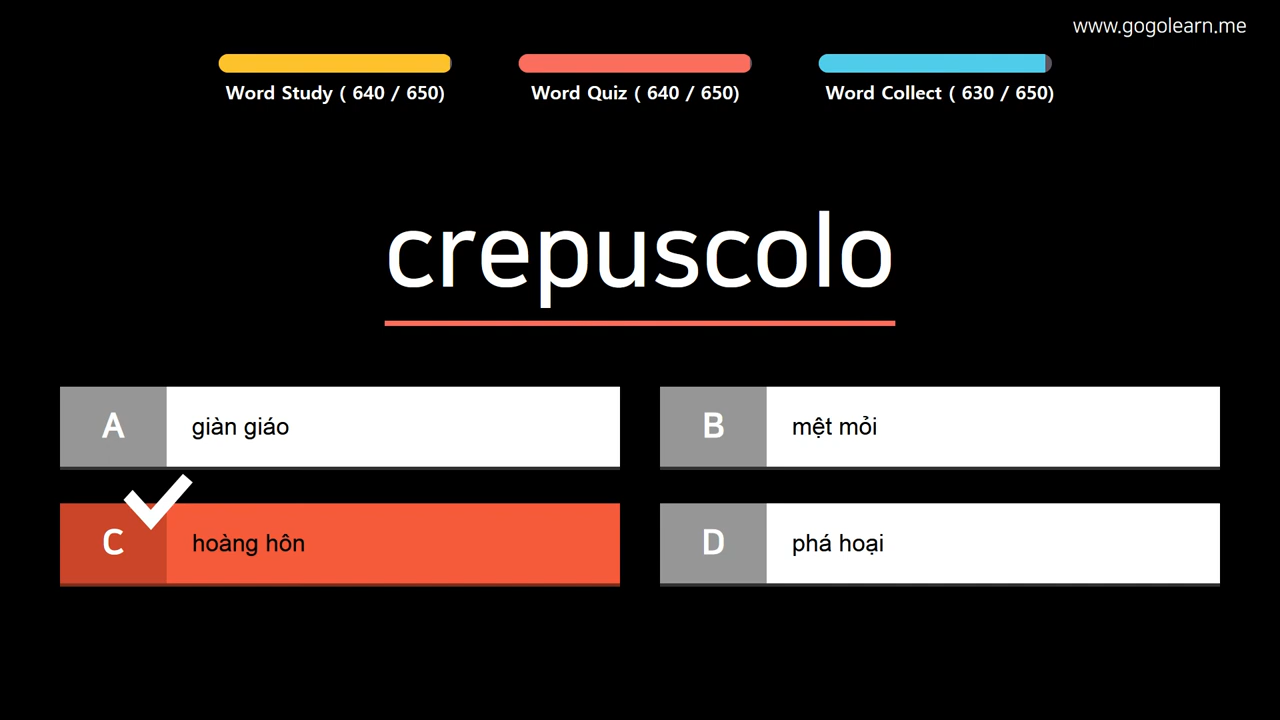 www.gogolearn.me
Word Study ( 640 / 650)
Word Quiz ( 640 / 650)
Word Collect ( 630 / 650)
crepuscolo
A
giàn giáo
B
mệt mỏi
C
hoàng hôn
D
phá hoại